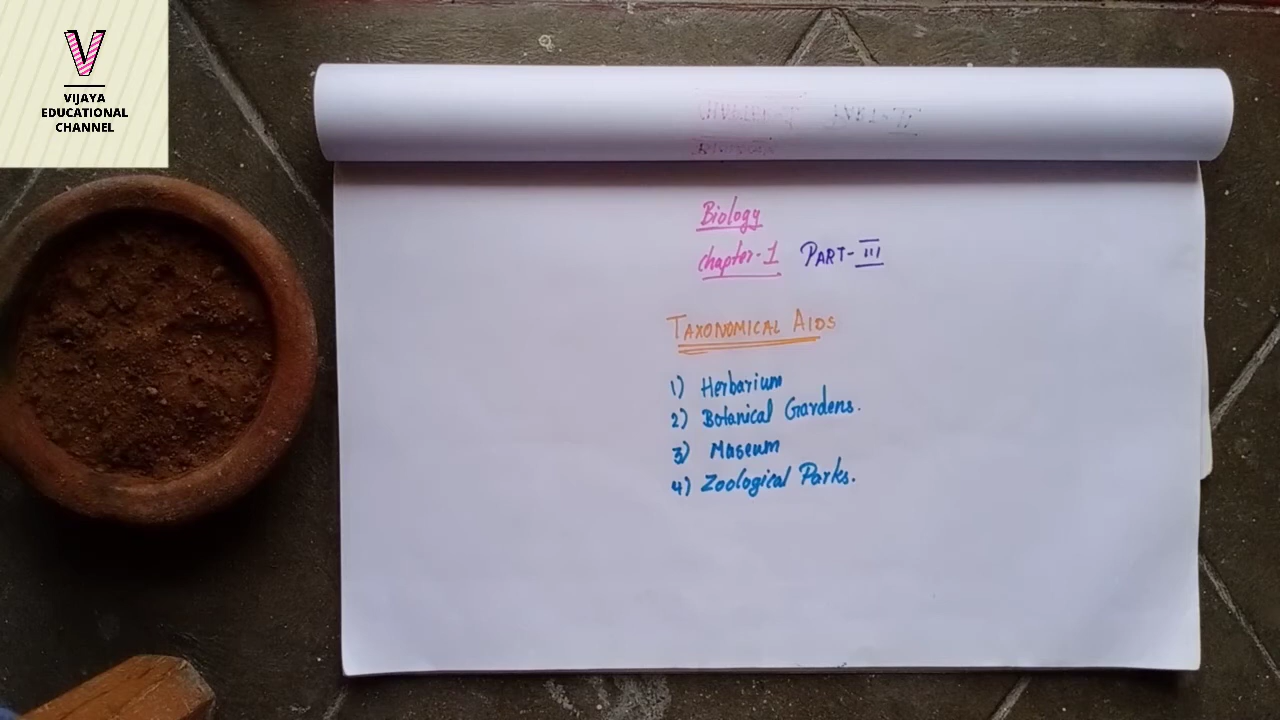 V
VIJAYA
EDUCATIONAL
CHANNEL
Biology
chapter-1 PART-III
TAXONOMICAL AIDS
1) Herbarium
2) Botanical Gardens.
3) Museum
4) Zoological Parks.